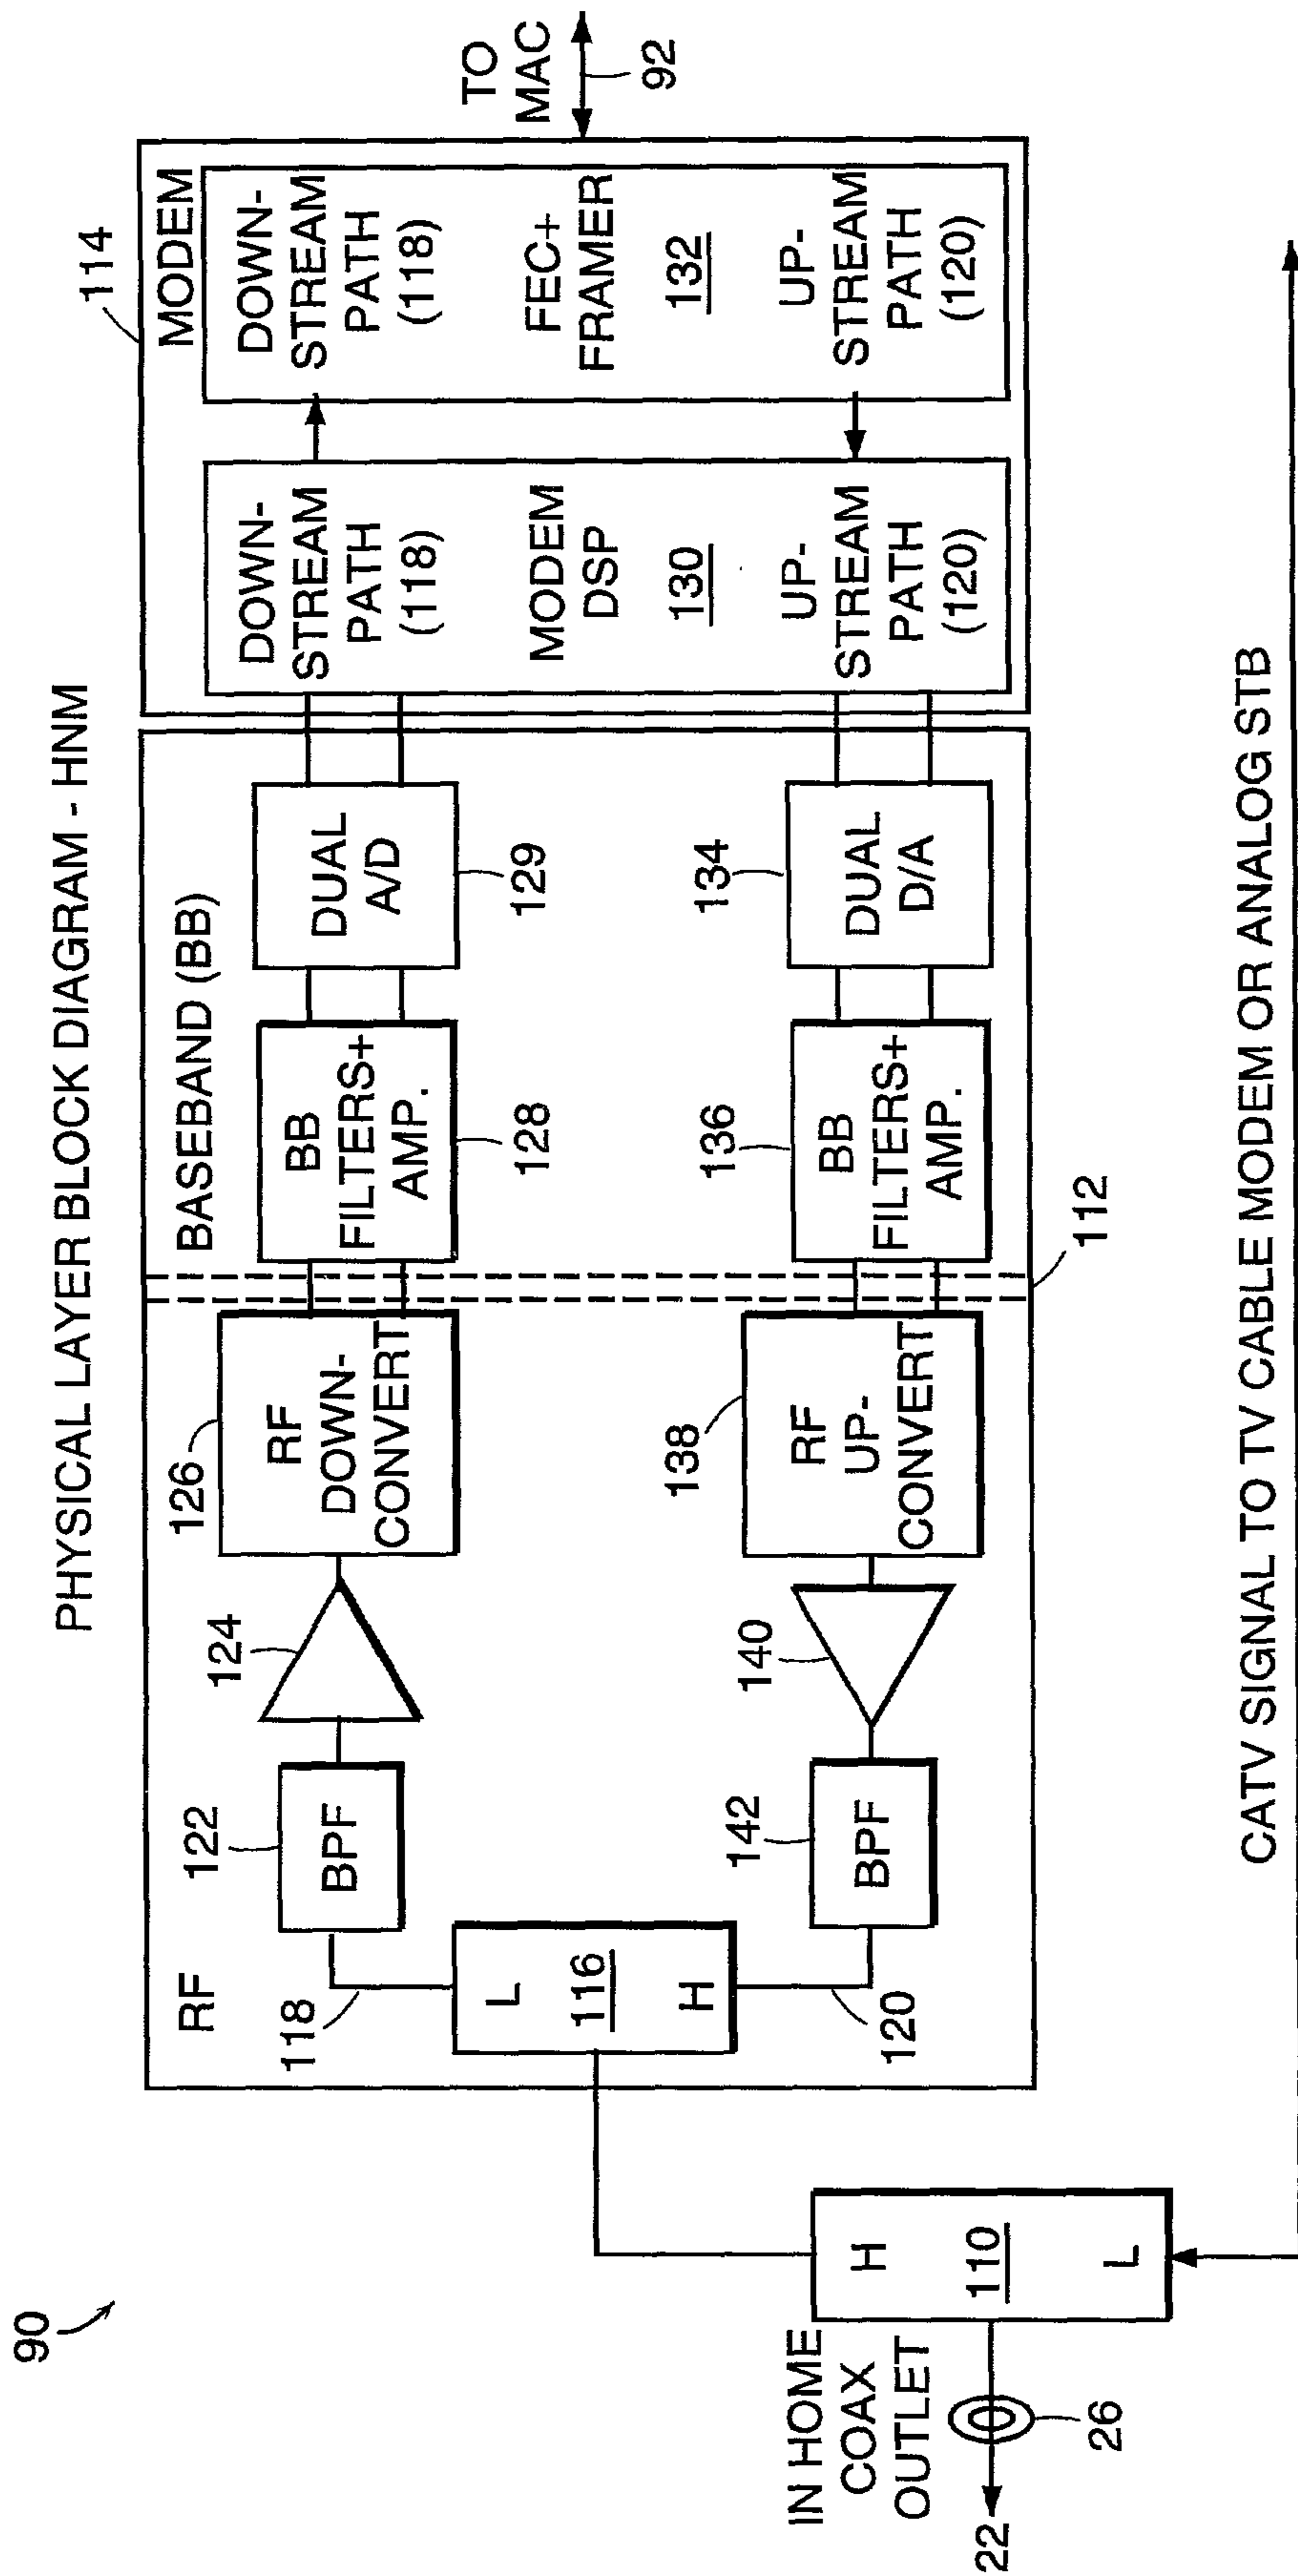 PHYSICAL LAYER BLOCK DIAGRAM - HNM
90
RF
BASEBAND (BB)
114
MODEM
118
122
BPF
124
126
RF
DOWN-
CONVERT
BB
FILTERS+
AMP.
128
DUAL
A/D
129
DOWN-
STREAM
PATH
(118)
MODEM
DSP
130
UP-
STREAM
PATH
(120)
DOWN-
STREAM
PATH
(118)
FEC+
FRAMER
132
UP-
STREAM
PATH
(120)
TO
MAC
92
L
116
H
120
142
BPF
140
138
RF
UP-
CONVERT
136
BB
FILTERS+
AMP.
134
DUAL
D/A
112
IN HOME
COAX
OUTLET
22
26
H
110
L
CATV SIGNAL TO TV CABLE MODEM OR ANALOG STB